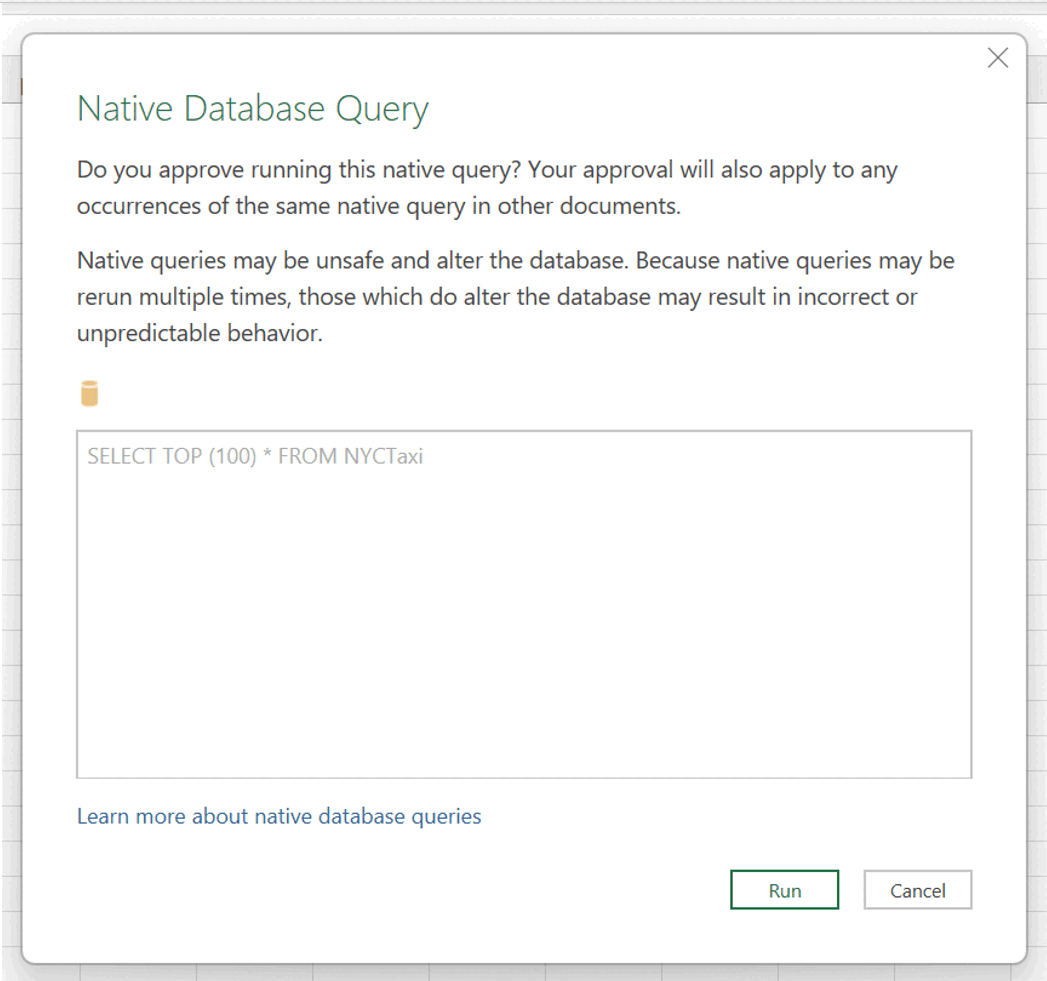 Native Database Query
Do you approve running this native query? Your approval will also apply to any
occurrences of the same native query in other documents.
Native queries may be unsafe and alter the database. Because native queries may be
rerun multiple times, those which do alter the database may result in incorrect or
unpredictable behavior.
SELECT TOP (100) * FROM NYCTaxi
Learn more about native database queries
Run
Cancel